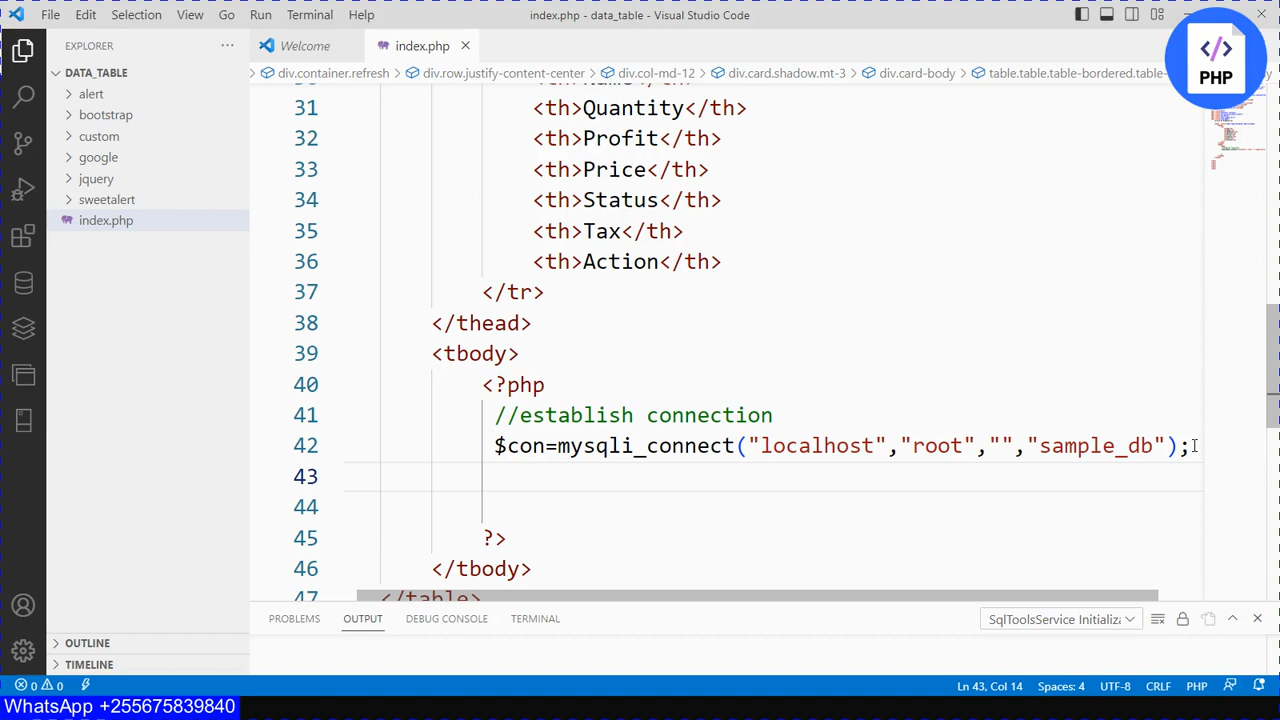 File Edit Selection View Go Run Terminal Help index.php - data_table - Visual Studio Code
</> PHP
EXPLORER ···
Welcome index.php
DATA_TABLE
div.container.refresh > div.row.justify-content-center > div.col-md-12 > div.card.shadow.mt-3 > div.card-body > table.table.table-bordered.table-
alert
bootstrap
custom
google
jquery
sweetalert
index.php
31 <th>Quantity</th>
32 <th>Profit</th>
33 <th>Price</th>
34 <th>Status</th>
35 <th>Tax</th>
36 <th>Action</th>
37 </tr>
38 </thead>
39 <tbody>
40 <?php
41 //establish connection
42 $con=mysqli_connect("localhost","root","","sample_db");
43
44
45 ?>
46 </tbody>
47 </table>
PROBLEMS OUTPUT DEBUG CONSOLE TERMINAL SqlToolsService Initializa
OUTLINE
TIMELINE
0 0 Ln 43, Col 14 Spaces: 4 UTF-8 CRLF PHP
WhatsApp +255675839840